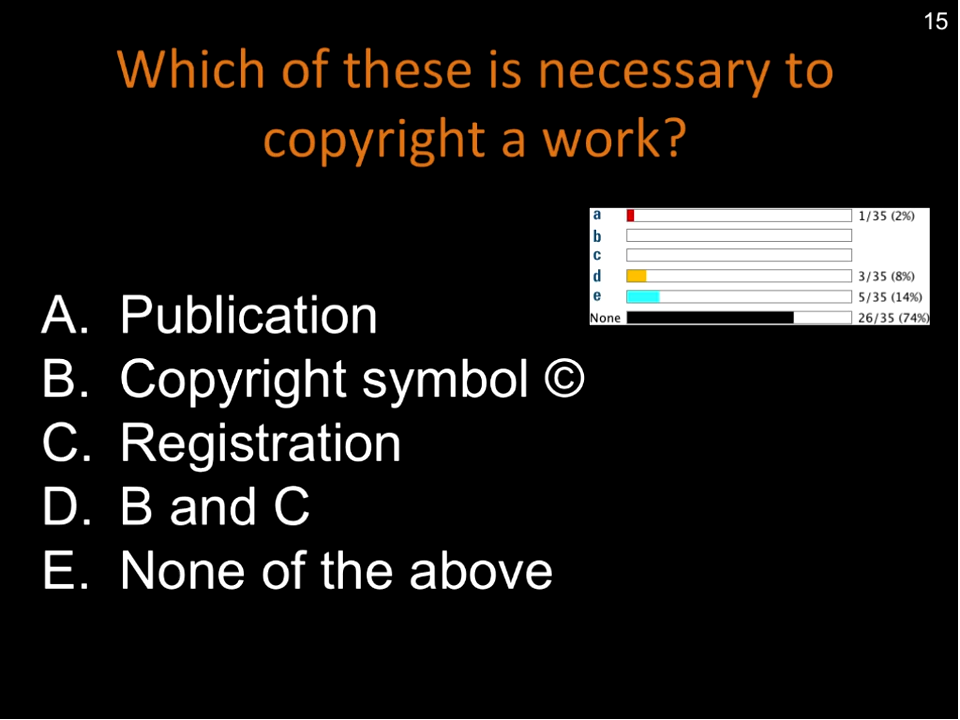 15
Which of these is necessary to
copyright a work?
a 1/35 (2%)
b
c
d 3/35 (8%)
e 5/35 (14%)
None 26/35 (74%)
A. Publication
B. Copyright symbol ©
C. Registration
D. B and C
E. None of the above